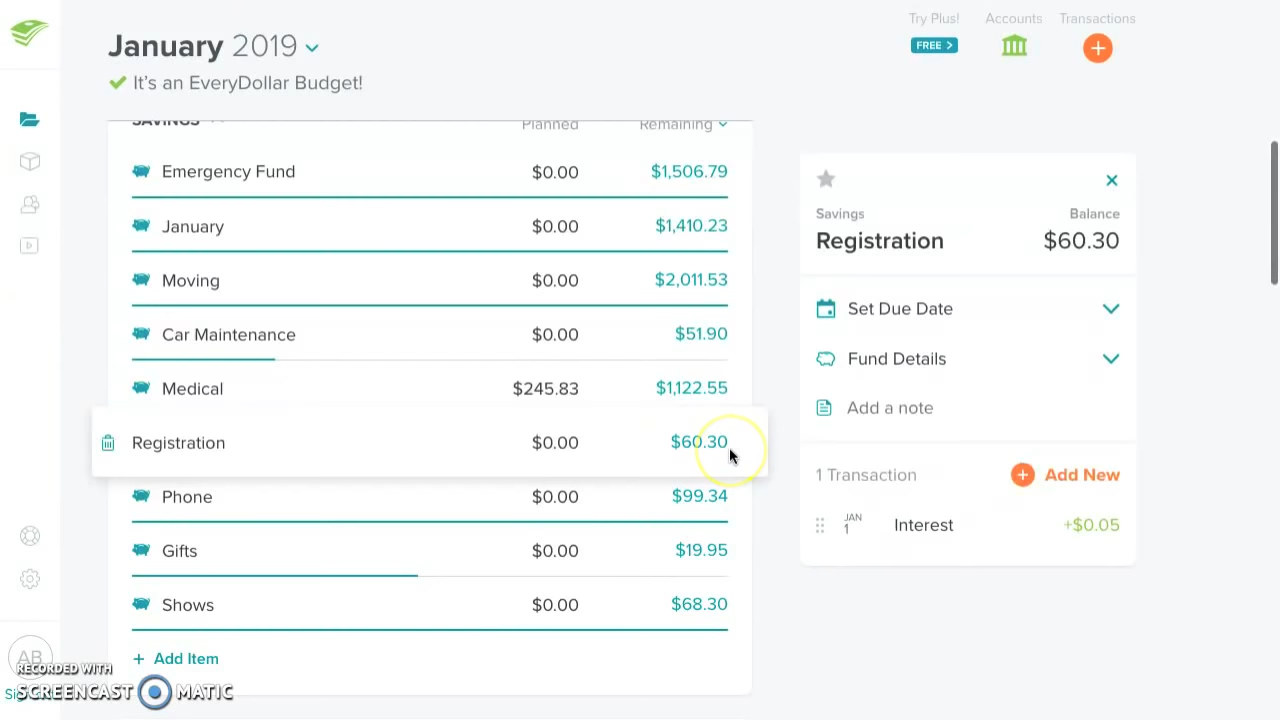 January 2019
It's an EveryDollar Budget!
Try Plus!
FREE >
Accounts
Transactions
SAVINGS
Planned
Remaining
Emergency Fund $0.00 $1,506.79
January $0.00 $1,410.23
Moving $0.00 $2,011.53
Car Maintenance $0.00 $51.90
Medical $245.83 $1,122.55
Registration $0.00 $60.30
Phone $0.00 $99.34
Gifts $0.00 $19.95
Shows $0.00 $68.30
+ Add Item
Savings Balance
Registration $60.30
Set Due Date
Fund Details
Add a note
1 Transaction + Add New
JAN
1
Interest +$0.05
AB
RECORDED WITH
SCREENCAST MATIC